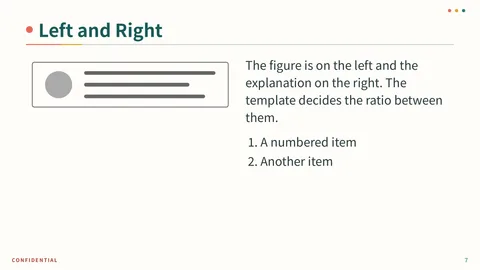 Left and Right
The figure is on the left and the
explanation on the right. The
template decides the ratio between
them.
1. A numbered item
2. Another item
CONFIDENTIAL
7